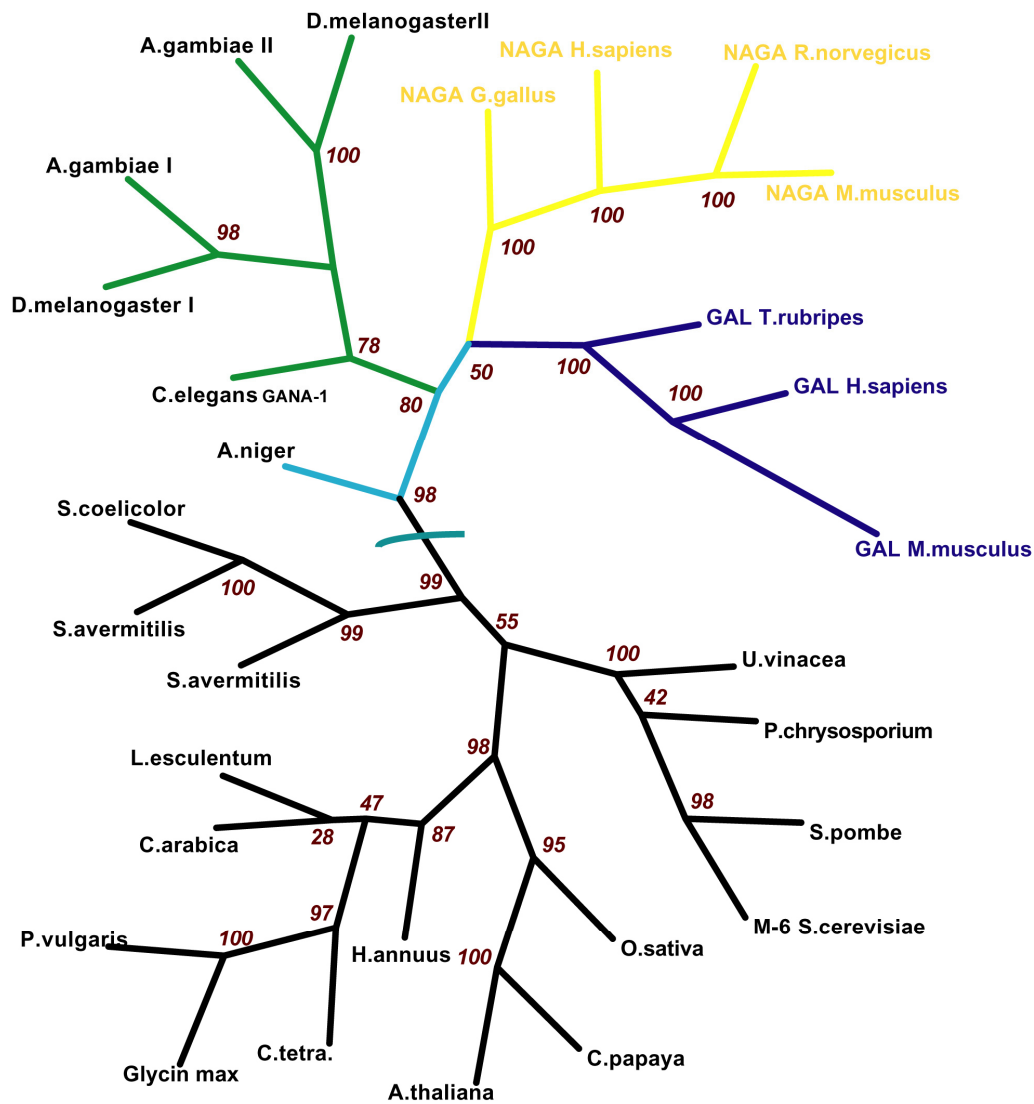 D.melanogasterII
A.gambiae II
NAGA H.sapiens
NAGA R.norvegicus
NAGA G.gallus
100
A.gambiae I
NAGA M.musculus
100
100
98
100
D.melanogaster I
GAL T.rubripes
78
50
100
C.elegans GANA-1
80
100
GAL H.sapiens
A.niger
98
S.coelicolor
GAL M.musculus
100
99
S.avermitilis
99
55
S.avermitilis
100
U.vinacea
42
P.chrysosporium
L.esculentum
98
47
98
C.arabica
28
87
95
S.pombe
97
P.vulgaris
100
H.annuus
100
O.sativa
M-6 S.cerevisiae
C.tetra.
C.papaya
Glycin max
A.thaliana